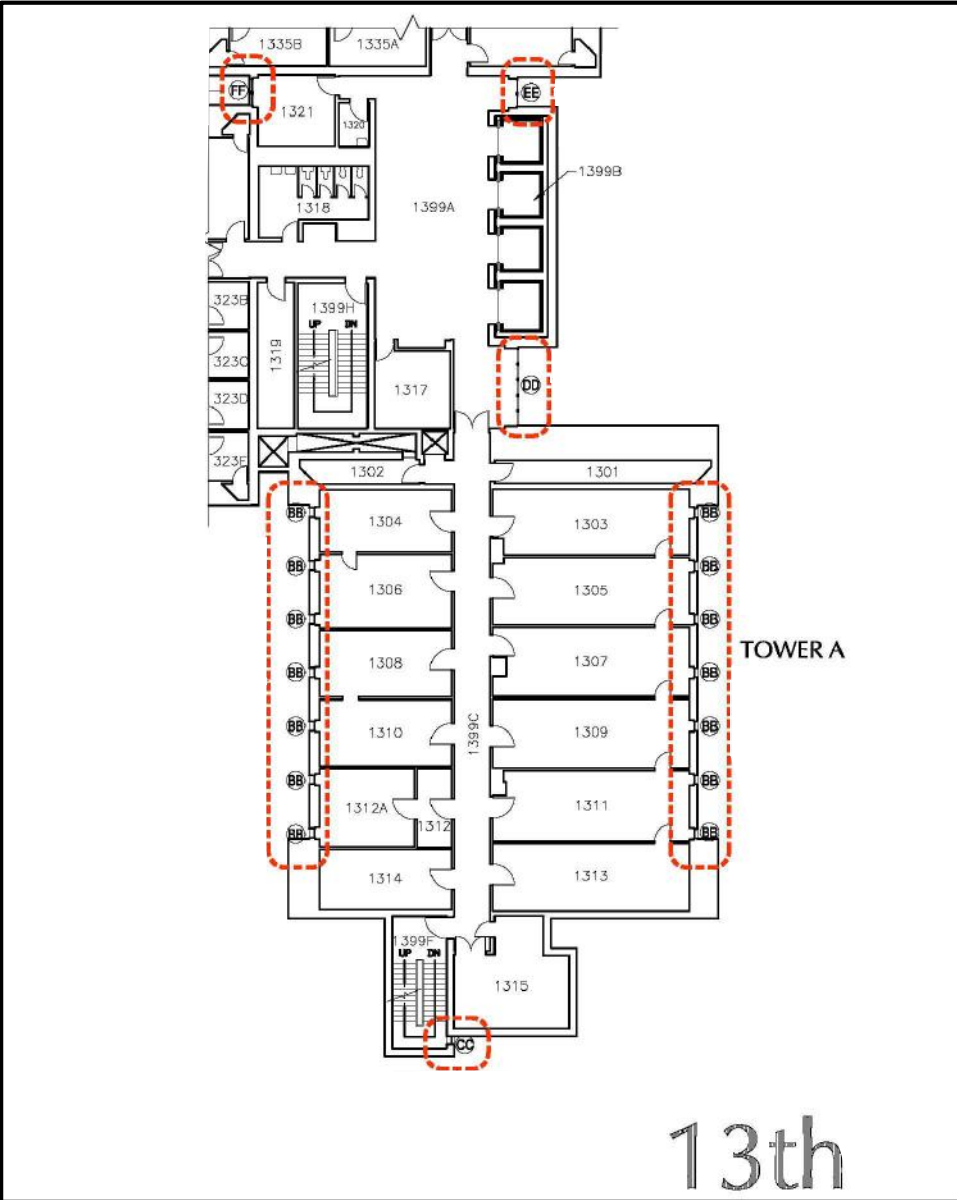 1335B
1335A
FF
EE
1321
1320
1399B
1318
1399A
1399H
UP DN
323B
323C
1319
323D
1317
DD
323E
1302
1301
BB
BB
1304
1303
BB
BB
1306
1305
BB
BB
TOWER A
1308
1307
BB
BB
1310
1399C
1309
BB
BB
1312A
1312
1311
BB
BB
BB
BB
1314
1313
1399F
UP DN
1315
CC
13th